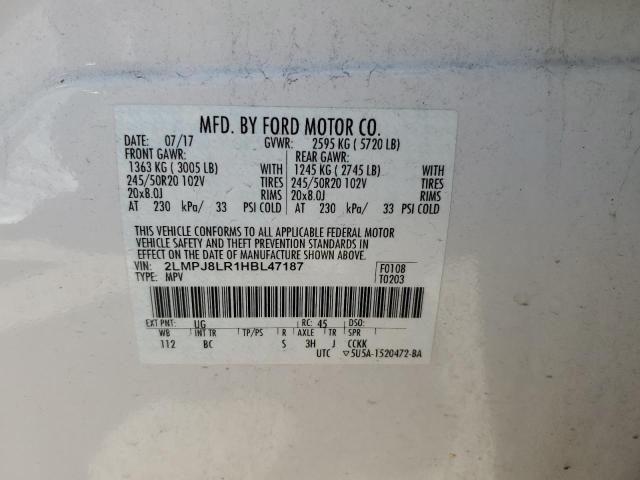 MFD. BY FORD MOTOR CO.
DATE: 07/17 GVWR: 2595 KG ( 5720 LB)
FRONT GAWR: REAR GAWR:
1363 KG ( 3005 LB) WITH 1245 KG ( 2745 LB) WITH
245/50R20 102V TIRES 245/50R20 102V TIRES
20x8.0J RIMS 20x8.0J RIMS
AT 230 kPa/ 33 PSI COLD AT 230 kPa/ 33 PSI COLD
THIS VEHICLE CONFORMS TO ALL APPLICABLE FEDERAL MOTOR
VEHICLE SAFETY AND THEFT PREVENTION STANDARDS IN
EFFECT ON THE DATE OF MANUFACTURE SHOWN ABOVE.
VIN: 2LMPJ8LR1HBL47187 F0108
TYPE: MPV T0203
EXT PNT: UG RC: 45 DSO:
WB INT TR TP/PS R AXLE TR SPR
112 BC S 3H J CCKK
UTC ▽5U5A-1520472-BA